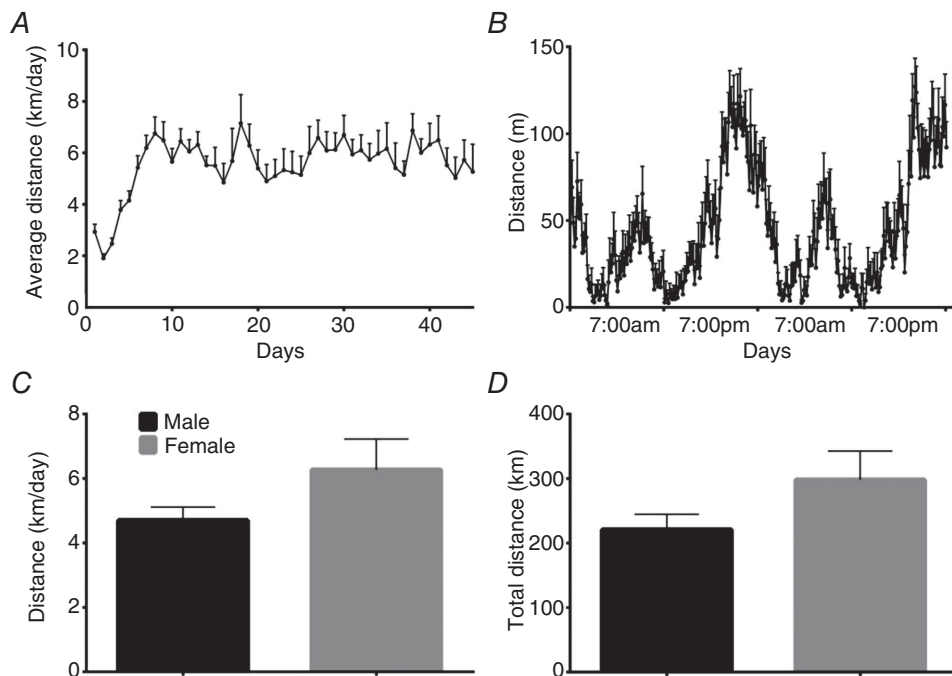 A
Average distance (km/day)
10
8
6
4
2
0
0 10 20 30 40
Days
B
Distance (m)
150
100
50
0
7:00am 7:00pm 7:00am 7:00pm
Days
C
Distance (km/day)
8
6
4
2
0
Male
Female
D
Total distance (km)
400
300
200
100
0